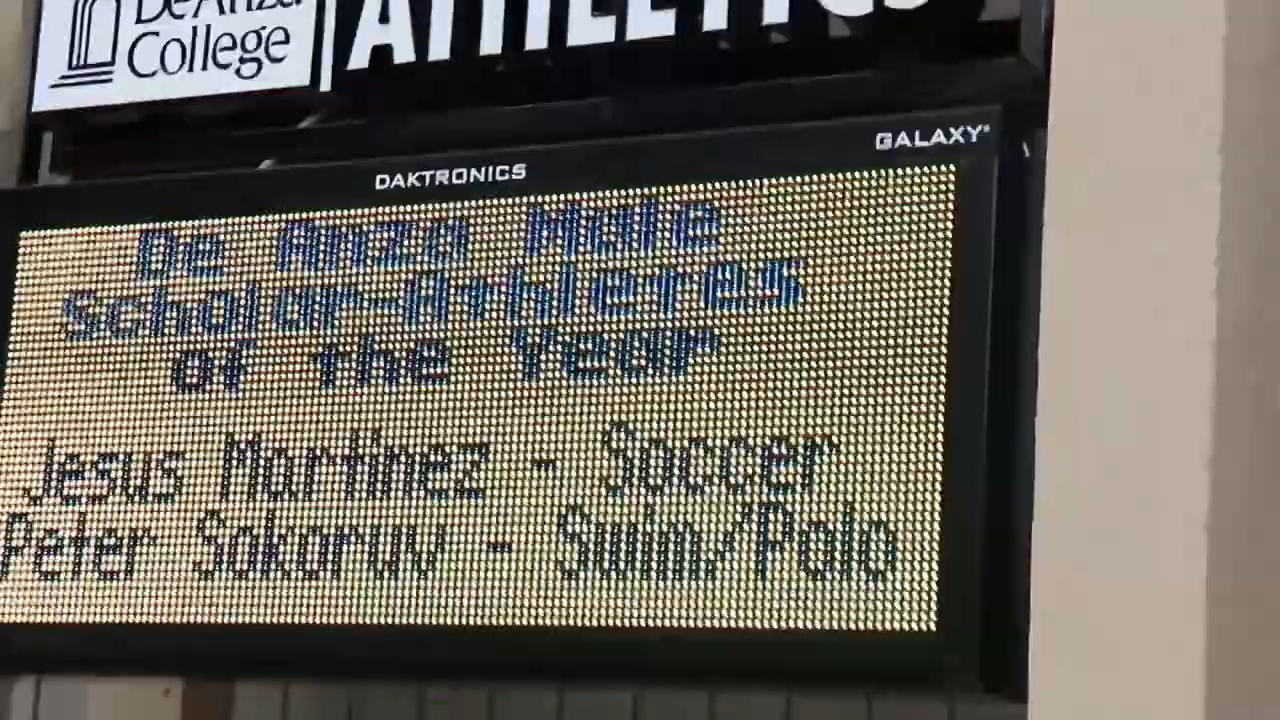 De Anza
College
ATHLETICS
DAKTRONICS
GALAXY®
De Anza Male
Scholar-Athleres
of the Year
Jesus Martinez - Soccer
Peter Sokoruv - Swim/Polo